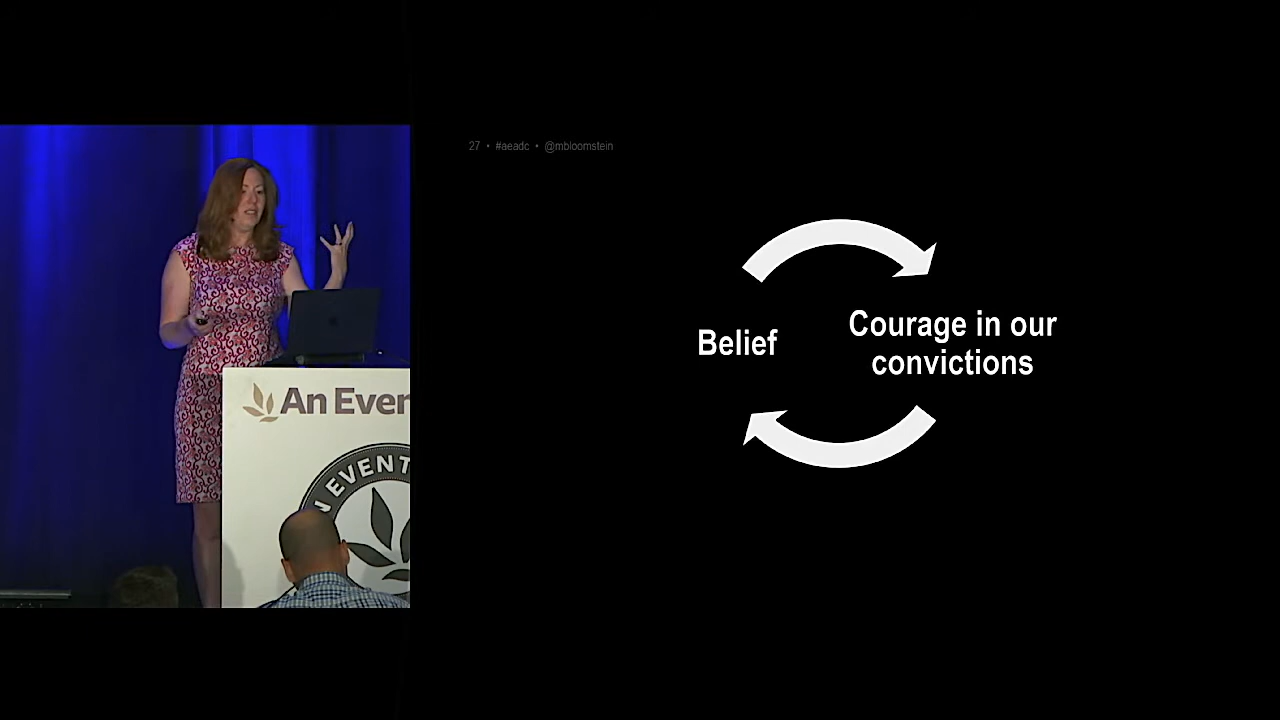 27 • #aeadc • @mbloomstein
Belief
Courage in our
convictions
An Even
N EVENT